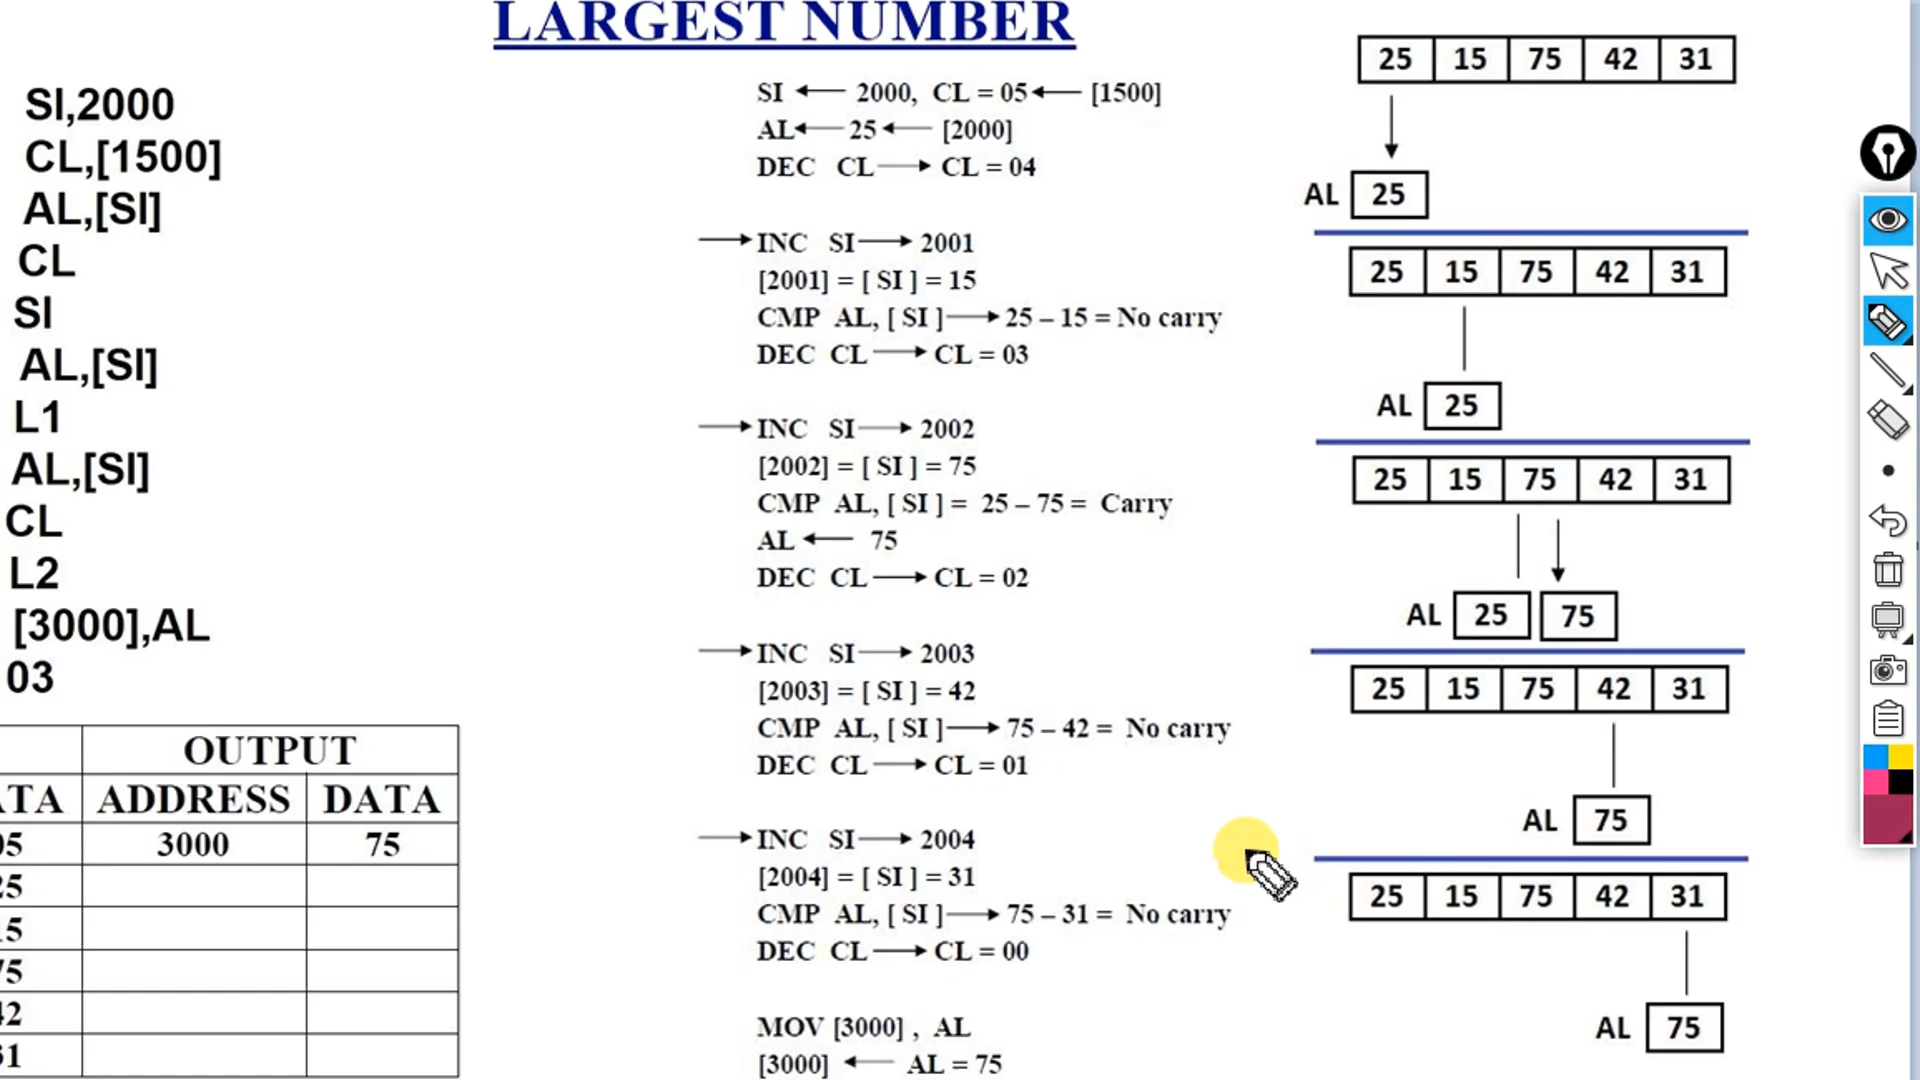 LARGEST NUMBER
SI,2000
CL,[1500]
AL,[SI]
CL
SI
AL,[SI]
L1
AL,[SI]
CL
L2
[3000],AL
03
OUTPUT
ADDRESS DATA
3000 75
SI ← 2000, CL = 05 ← [1500]
AL ← 25 ← [2000]
DEC CL → CL = 04
→ INC SI → 2001
[2001] = [ SI ] = 15
CMP AL, [ SI ] → 25 – 15 = No carry
DEC CL → CL = 03
→ INC SI → 2002
[2002] = [ SI ] = 75
CMP AL, [ SI ] = 25 – 75 = Carry
AL ← 75
DEC CL → CL = 02
→ INC SI → 2003
[2003] = [ SI ] = 42
CMP AL, [ SI ] → 75 – 42 = No carry
DEC CL → CL = 01
→ INC SI → 2004
[2004] = [ SI ] = 31
CMP AL, [ SI ] → 75 – 31 = No carry
DEC CL → CL = 00
MOV [3000] , AL
[3000] ← AL = 75
25 15 75 42 31
AL 25
25 15 75 42 31
AL 25
25 15 75 42 31
AL 25 75
25 15 75 42 31
AL 75
25 15 75 42 31
AL 75